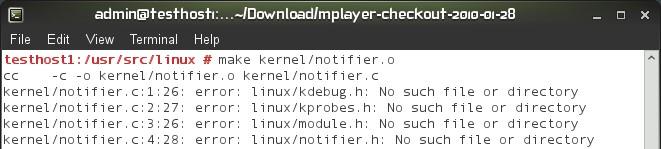 admin@testhost1:...~/Download/mplayer-checkout-2010-01-28
File Edit View Terminal Help
testhost1:/usr/src/linux # make kernel/notifier.o
cc    -c -o kernel/notifier.o kernel/notifier.c
kernel/notifier.c:1:26: error: linux/kdebug.h: No such file or directory
kernel/notifier.c:2:27: error: linux/kprobes.h: No such file or directory
kernel/notifier.c:3:26: error: linux/module.h: No such file or directory
kernel/notifier.c:4:28: error: linux/notifier.h: No such file or directory